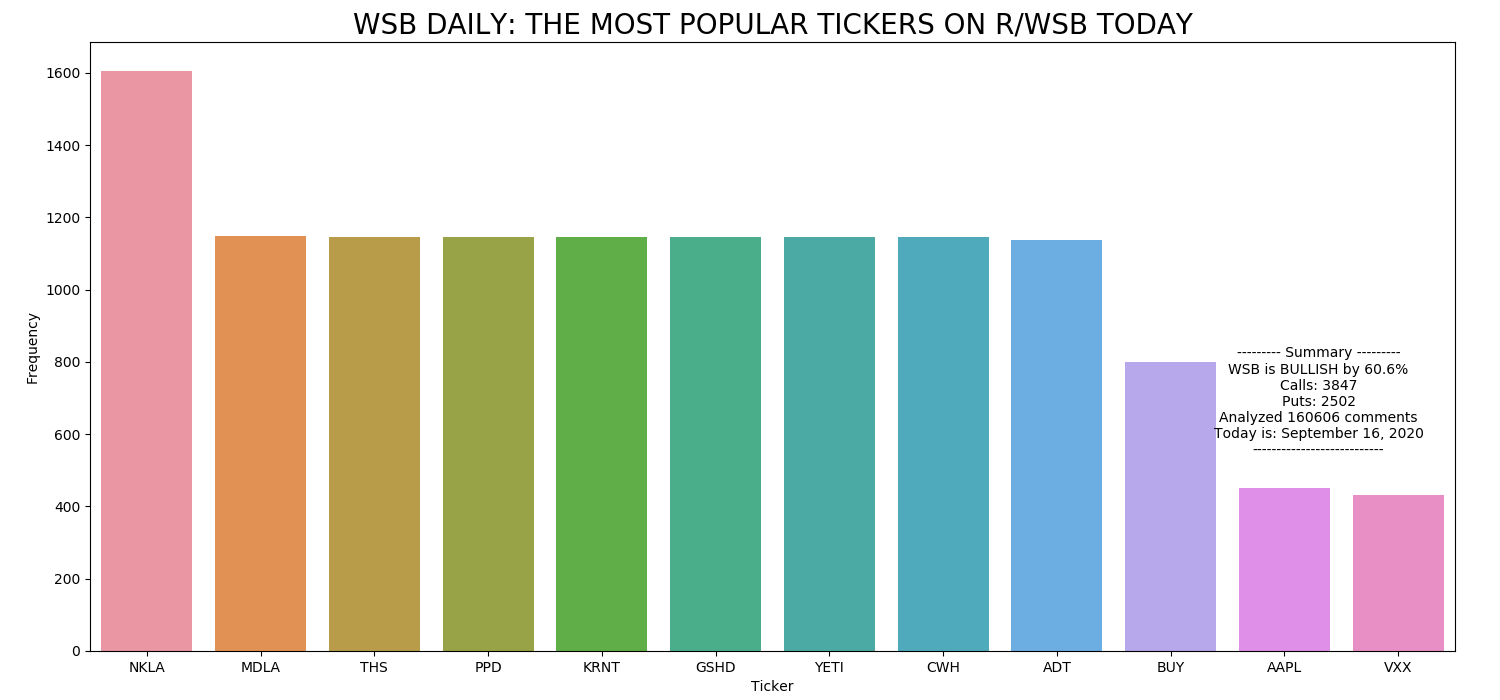 WSB DAILY: THE MOST POPULAR TICKERS ON R/WSB TODAY
1600
1400
1200
1000
800
600
400
200
0
Frequency
--------- Summary ---------
WSB is BULLISH by 60.6%
Calls: 3847
Puts: 2502
Analyzed 160606 comments
Today is: September 16, 2020
---------------------------
NKLA MDLA THS PPD KRNT GSHD YETI CWH ADT BUY AAPL VXX
Ticker